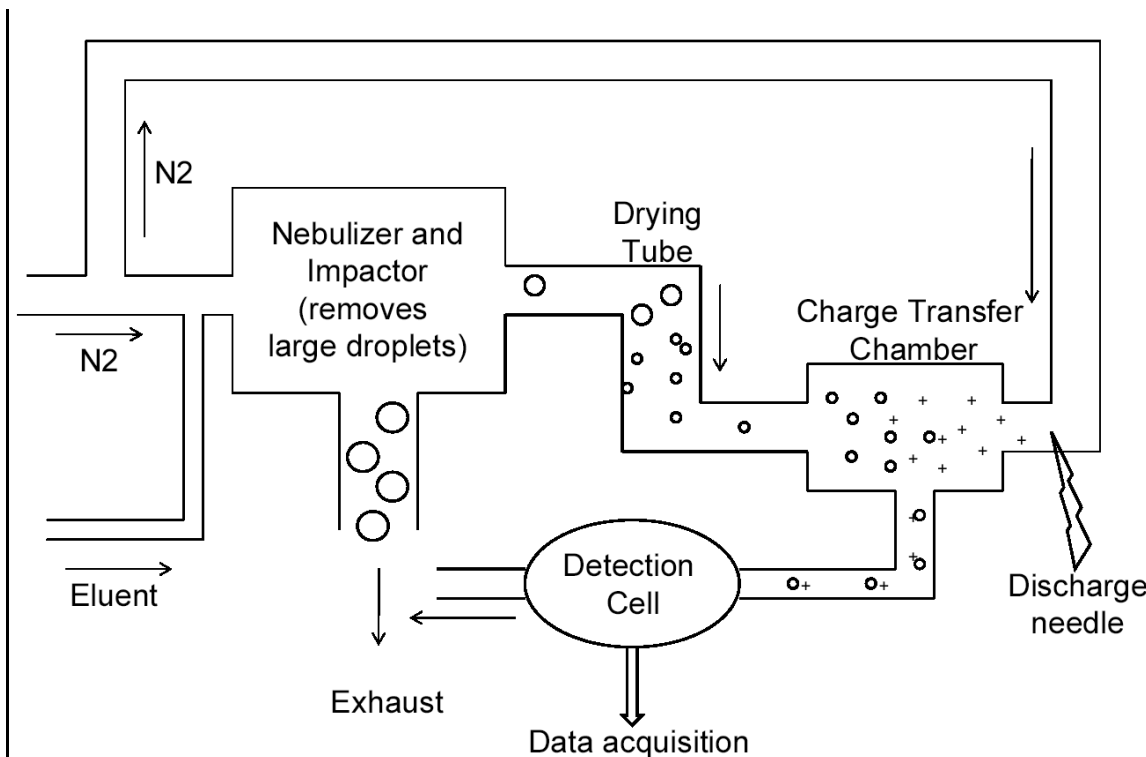 N2
Nebulizer and
Impactor
(removes
large droplets)
Drying
Tube
Charge Transfer
Chamber
N2
Eluent
Detection
Cell
Discharge
needle
Exhaust
Data acquisition